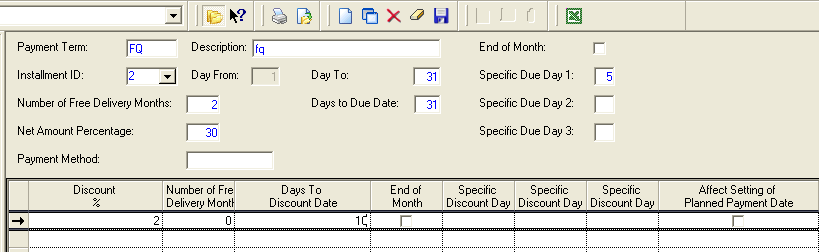 Payment Term: FQ Description: fq End of Month:
Installment ID: 2 Day From: 1 Day To: 31 Specific Due Day 1: 5
Number of Free Delivery Months: 2 Days to Due Date: 31 Specific Due Day 2:
Net Amount Percentage: 30 Specific Due Day 3:
Payment Method:
Discount Number of Fre Days To End of Specific Specific Specific Affect Setting of
% Delivery Month Discount Date Month Discount Day Discount Day Discount Day Planned Payment Date
2 0 10